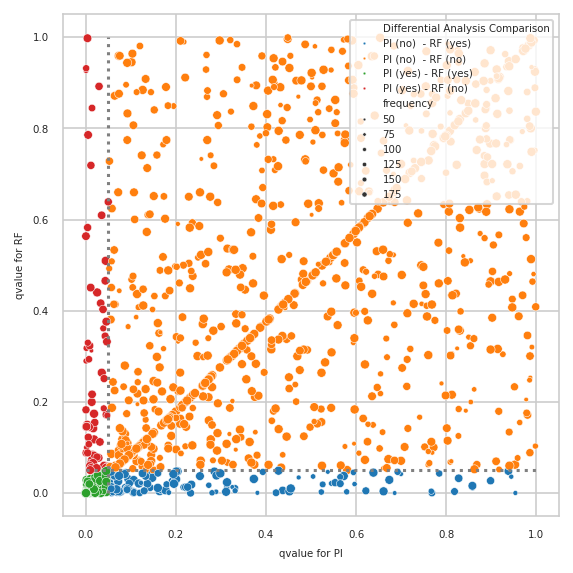 Differential Analysis Comparison
PI (no)  - RF (yes)
PI (no)  - RF (no)
PI (yes) - RF (yes)
PI (yes) - RF (no)
frequency
50
75
100
125
150
175
1.0
0.8
0.6
0.4
0.2
0.0
qvalue for RF
0.0 0.2 0.4 0.6 0.8 1.0
qvalue for PI